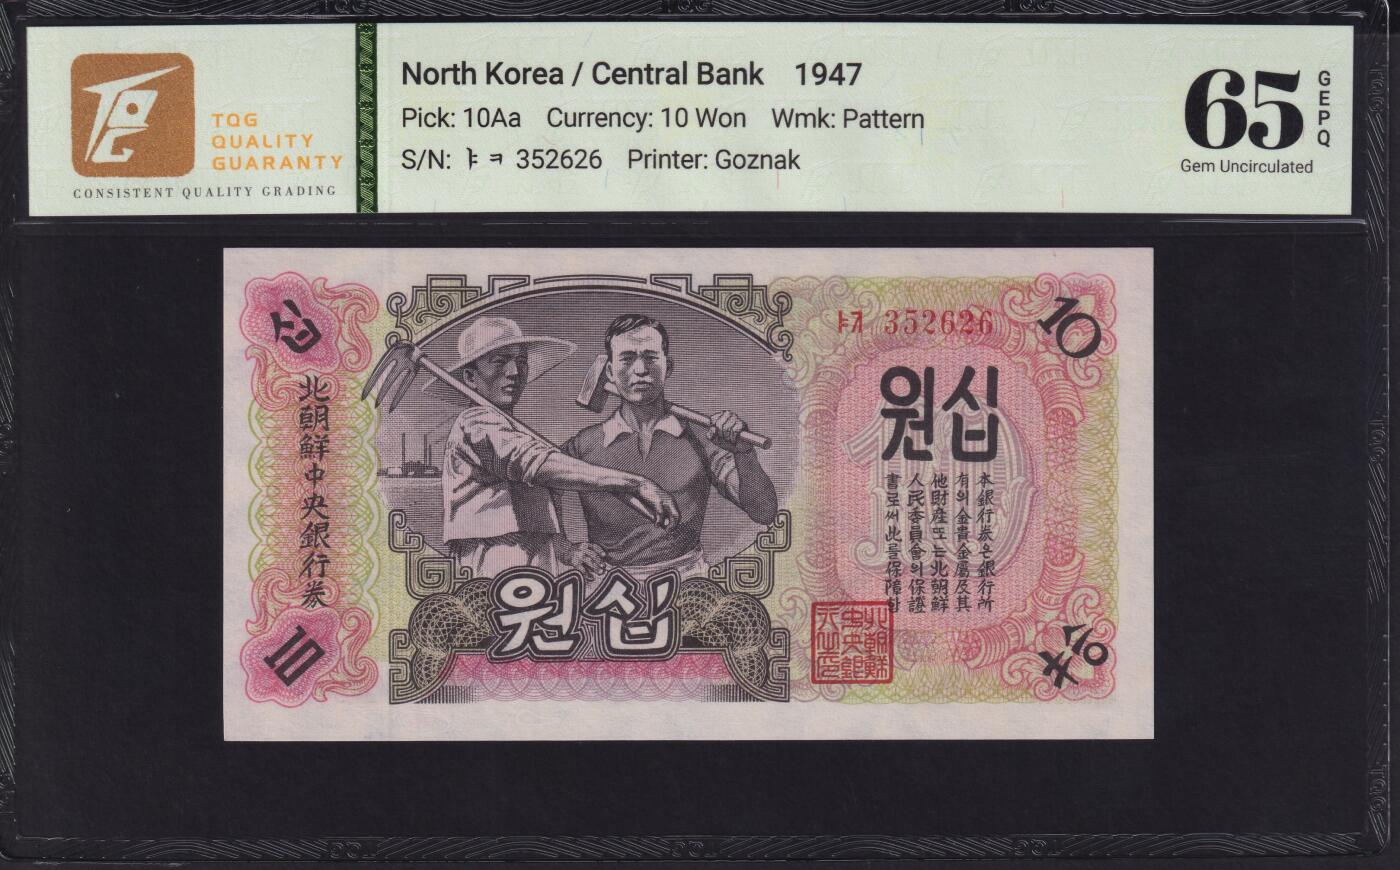 TQG
QUALITY
GUARANTY
CONSISTENT QUALITY GRADING
North Korea / Central Bank 1947
Pick: 10Aa Currency: 10 Won Wmk: Pattern
S/N: ㅑㅋ 352626 Printer: Goznak
65
GEPQ
Gem Uncirculated
십
北朝鮮中央銀行券
10
352626
10
원십
10
本銀行券은銀行所
有의金貴金屬及其
他財產또는北朝鮮
人民委員會의保證
書로써此를保障함
원십